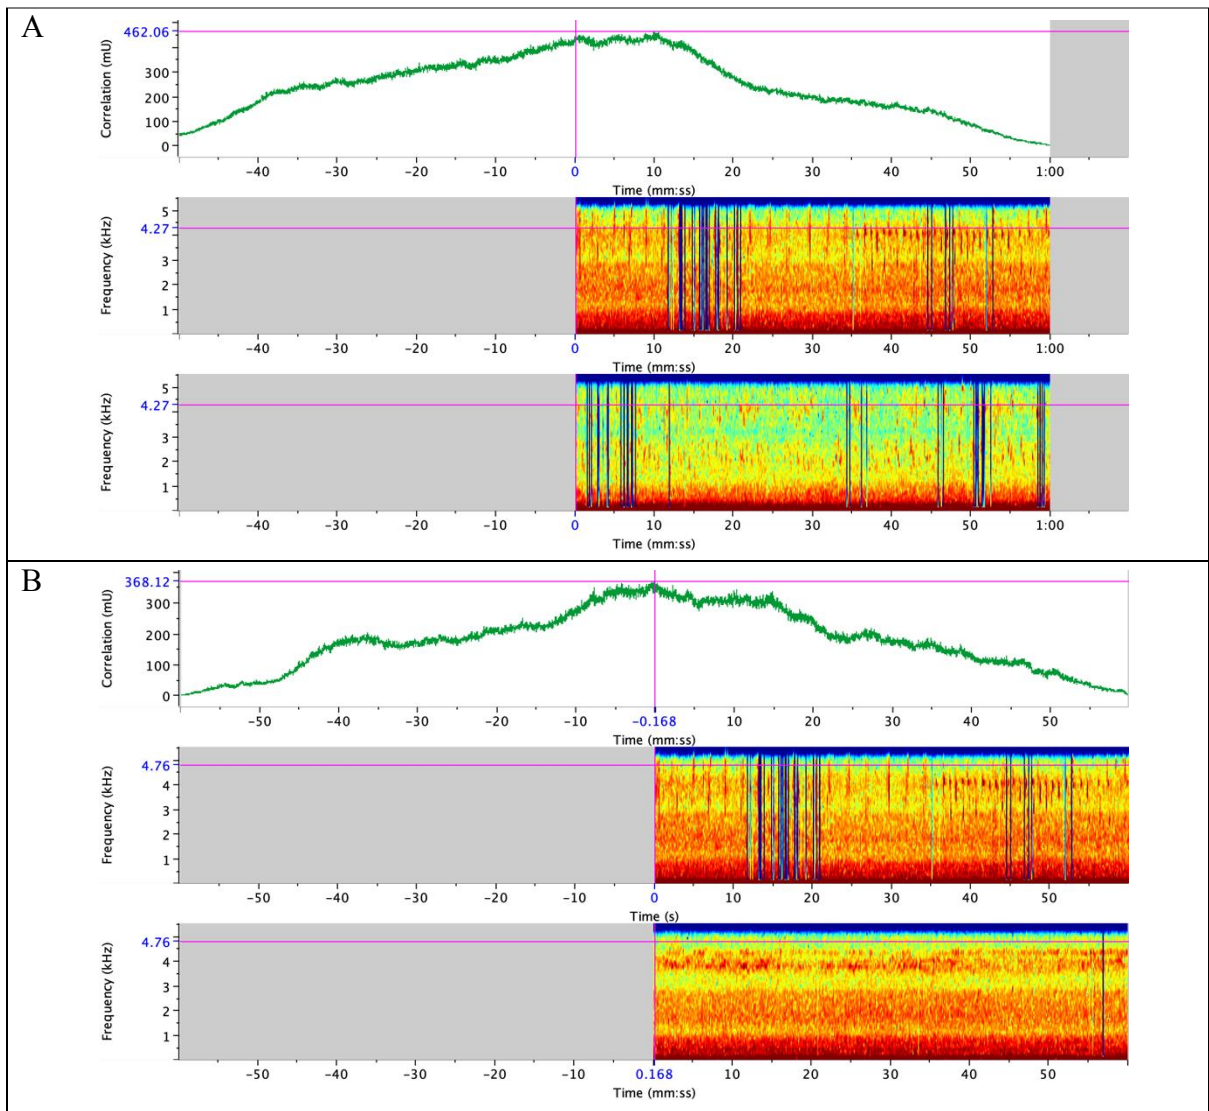 A
462.06
300
200
100
0
Correlation (mU)
−40 −30 −20 −10 0 10 20 30 40 50 1:00
Time (mm:ss)
5
4.27
3
2
1
Frequency (kHz)
−40 −30 −20 −10 0 10 20 30 40 50 1:00
Time (mm:ss)
5
4.27
3
2
1
Frequency (kHz)
−40 −30 −20 −10 0 10 20 30 40 50 1:00
Time (mm:ss)
B
368.12
300
200
100
0
Correlation (mU)
−50 −40 −30 −20 −10 −0.168 10 20 30 40 50
Time (mm:ss)
4.76
4
3
2
1
Frequency (kHz)
−50 −40 −30 −20 −10 0 10 20 30 40 50
Time (s)
4.76
4
3
2
1
Frequency (kHz)
−50 −40 −30 −20 −10 0.168 10 20 30 40 50
Time (mm:ss)